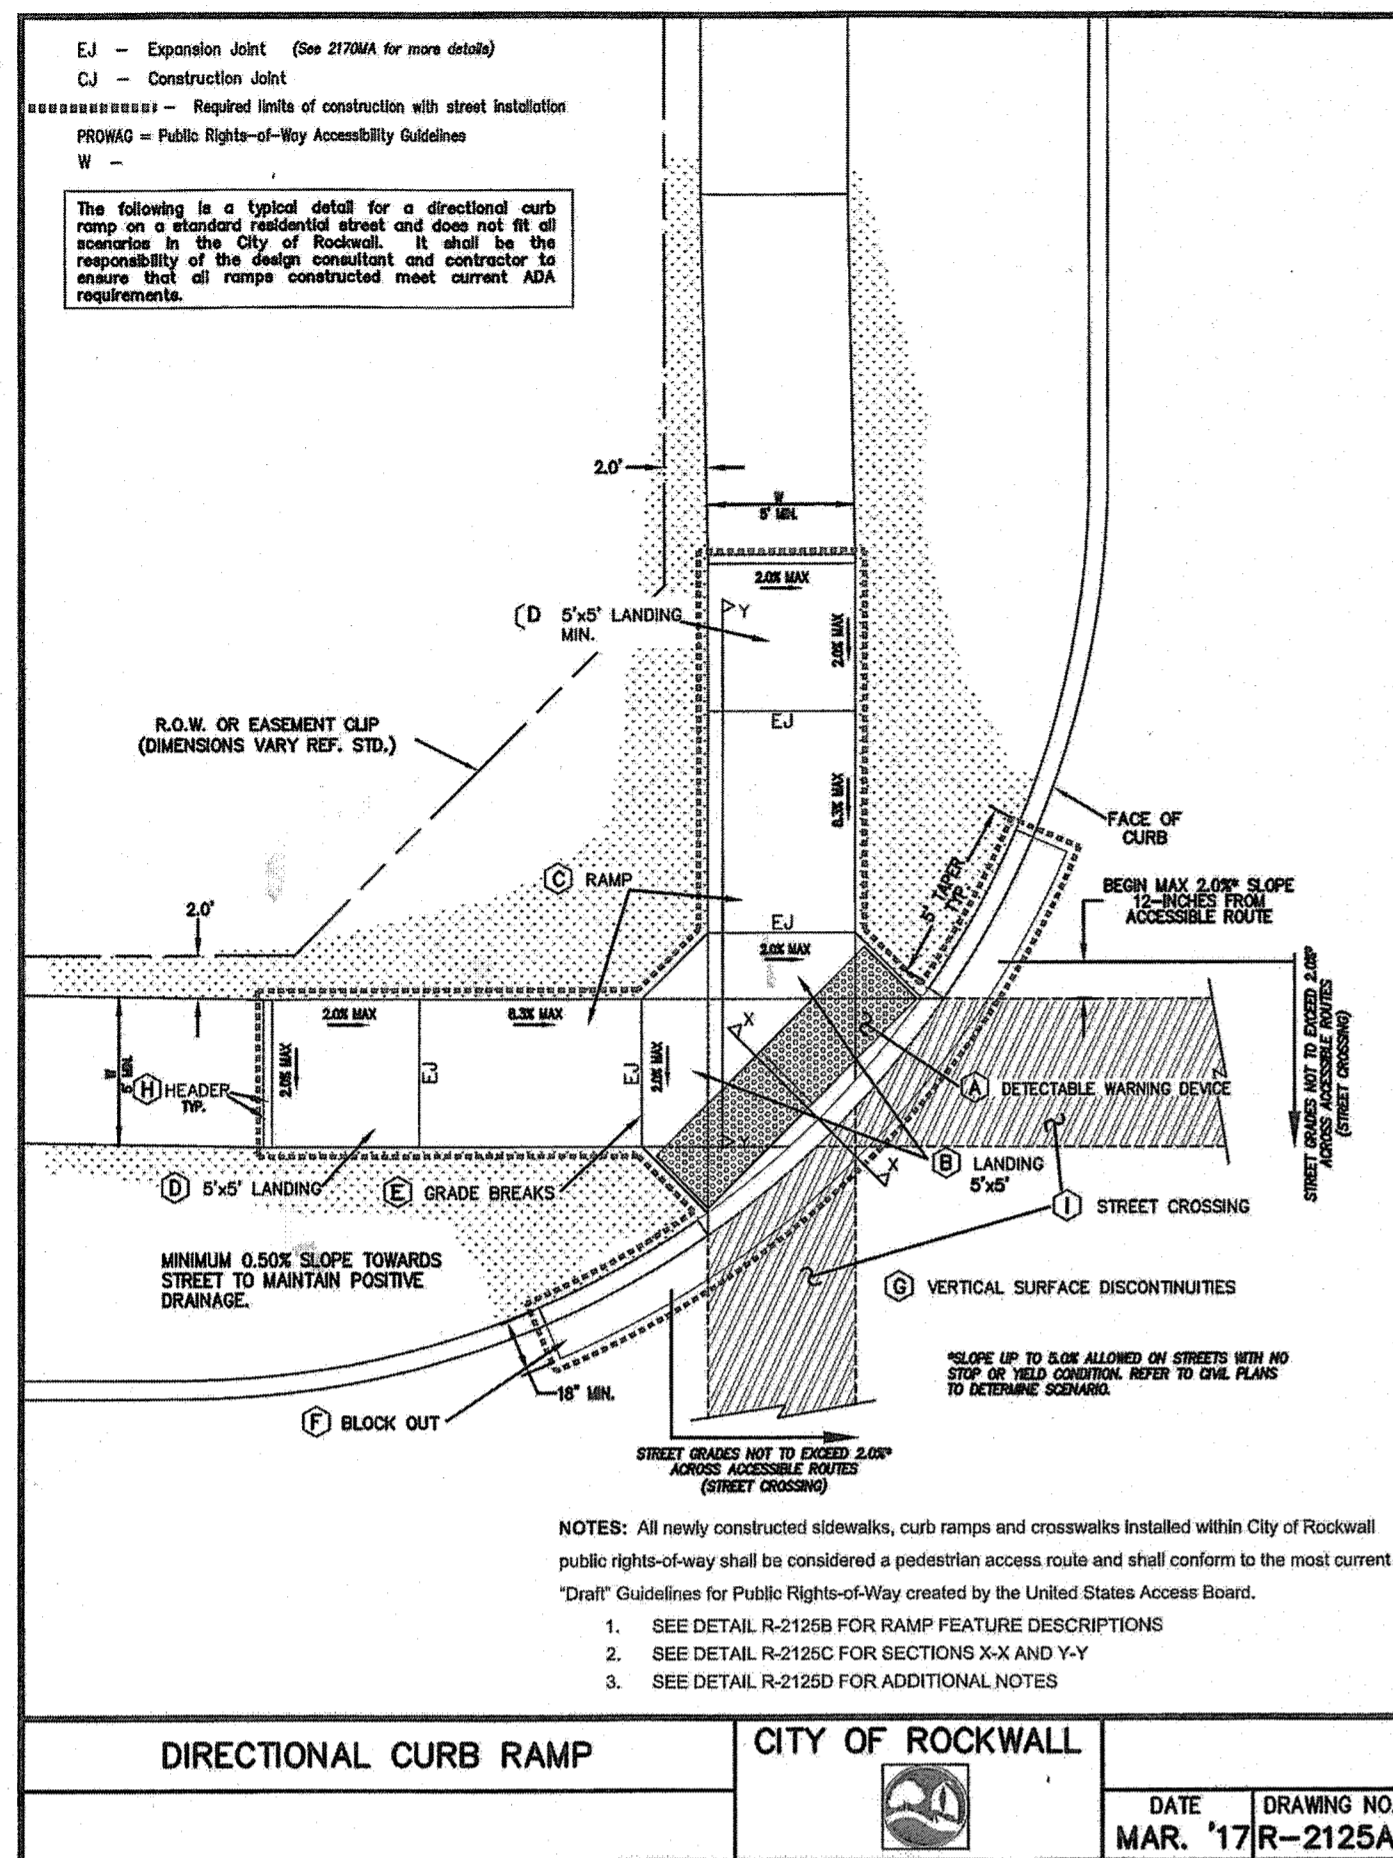 EJ – Expansion Joint (See 2170MA for more details)
CJ – Construction Joint
– Required limits of construction with street installation
PROWAG = Public Rights-of-Way Accessibility Guidelines
W –
The following is a typical detail for a directional curb
ramp on a standard residential street and does not fit all
scenarios in the City of Rockwall. It shall be the
responsibility of the design consultant and contractor to
ensure that all ramps constructed meet current ADA
requirements.
2.0'
W
5' MIN.
2.0% MAX
D 5'x5' LANDING
MIN.
Y
2.0% MAX
EJ
R.O.W. OR EASEMENT CLIP
(DIMENSIONS VARY REF. STD.)
8.3% MAX
FACE OF
CURB
5' TAPER
TYP.
C RAMP
BEGIN MAX 2.0%* SLOPE
12-INCHES FROM
ACCESSIBLE ROUTE
2.0'
EJ
2.0% MAX
2.0% MAX
8.3% MAX
X
STREET GRADES NOT TO EXCEED 2.0%*
ACROSS ACCESSIBLE ROUTES
(STREET CROSSING)
W
5' MIN.
H HEADER
TYP.
2.0% MAX
EJ
EJ
2.0% MAX
A DETECTABLE WARNING DEVICE
Y
X
B LANDING
5'x5'
D 5'x5' LANDING
E GRADE BREAKS
I STREET CROSSING
MINIMUM 0.50% SLOPE TOWARDS
STREET TO MAINTAIN POSITIVE
DRAINAGE.
G VERTICAL SURFACE DISCONTINUITIES
*SLOPE UP TO 5.0% ALLOWED ON STREETS WITH NO
STOP OR YIELD CONDITION. REFER TO CIVIL PLANS
TO DETERMINE SCENARIO.
18" MIN.
F BLOCK OUT
STREET GRADES NOT TO EXCEED 2.0%*
ACROSS ACCESSIBLE ROUTES
(STREET CROSSING)
NOTES: All newly constructed sidewalks, curb ramps and crosswalks installed within City of Rockwall
public rights-of-way shall be considered a pedestrian access route and shall conform to the most current
"Draft" Guidelines for Public Rights-of-Way created by the United States Access Board.
1. SEE DETAIL R-2125B FOR RAMP FEATURE DESCRIPTIONS
2. SEE DETAIL R-2125C FOR SECTIONS X-X AND Y-Y
3. SEE DETAIL R-2125D FOR ADDITIONAL NOTES
DIRECTIONAL CURB RAMP
CITY OF ROCKWALL
DATE
MAR. '17
DRAWING NO.
R-2125A